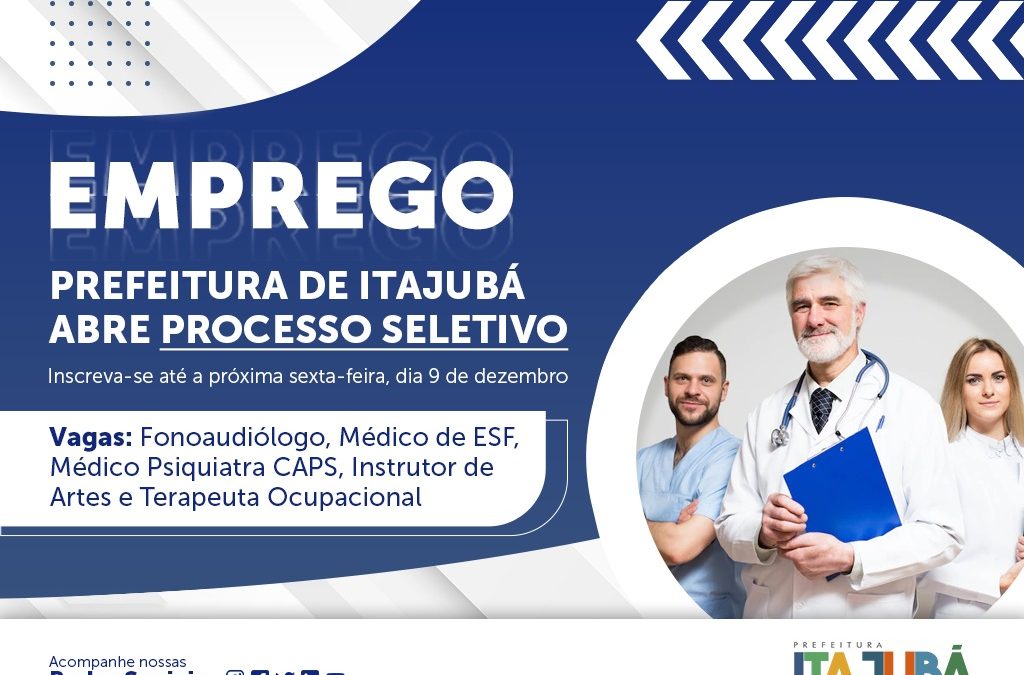 EMPREGO
PREFEITURA DE ITAJUBÁ
ABRE PROCESSO SELETIVO
Inscreva-se até a próxima sexta-feira, dia 9 de dezembro
Vagas: Fonoaudiólogo, Médico de ESF,
Médico Psiquiatra CAPS, Instrutor de
Artes e Terapeuta Ocupacional
Acompanhe nossas
PREFEITURA
ITAJUBÁ